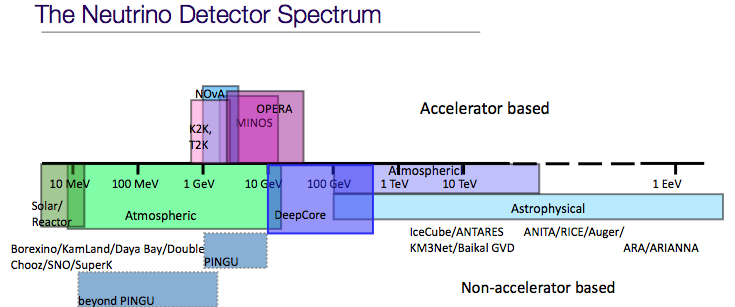 The Neutrino Detector Spectrum
NOvA
OPERA
MINOS
K2K,
T2K
Accelerator based
Atmospheric
10 MeV 100 MeV 1 GeV 10 GeV 100 GeV 1 TeV 10 TeV 1 EeV
Solar/
Reactor
Atmospheric
DeepCore
Astrophysical
Borexino/KamLand/Daya Bay/Double
Chooz/SNO/SuperK
PINGU
beyond PINGU
IceCube/ANTARES
KM3Net/Baikal GVD
ANITA/RICE/Auger/
ARA/ARIANNA
Non-accelerator based